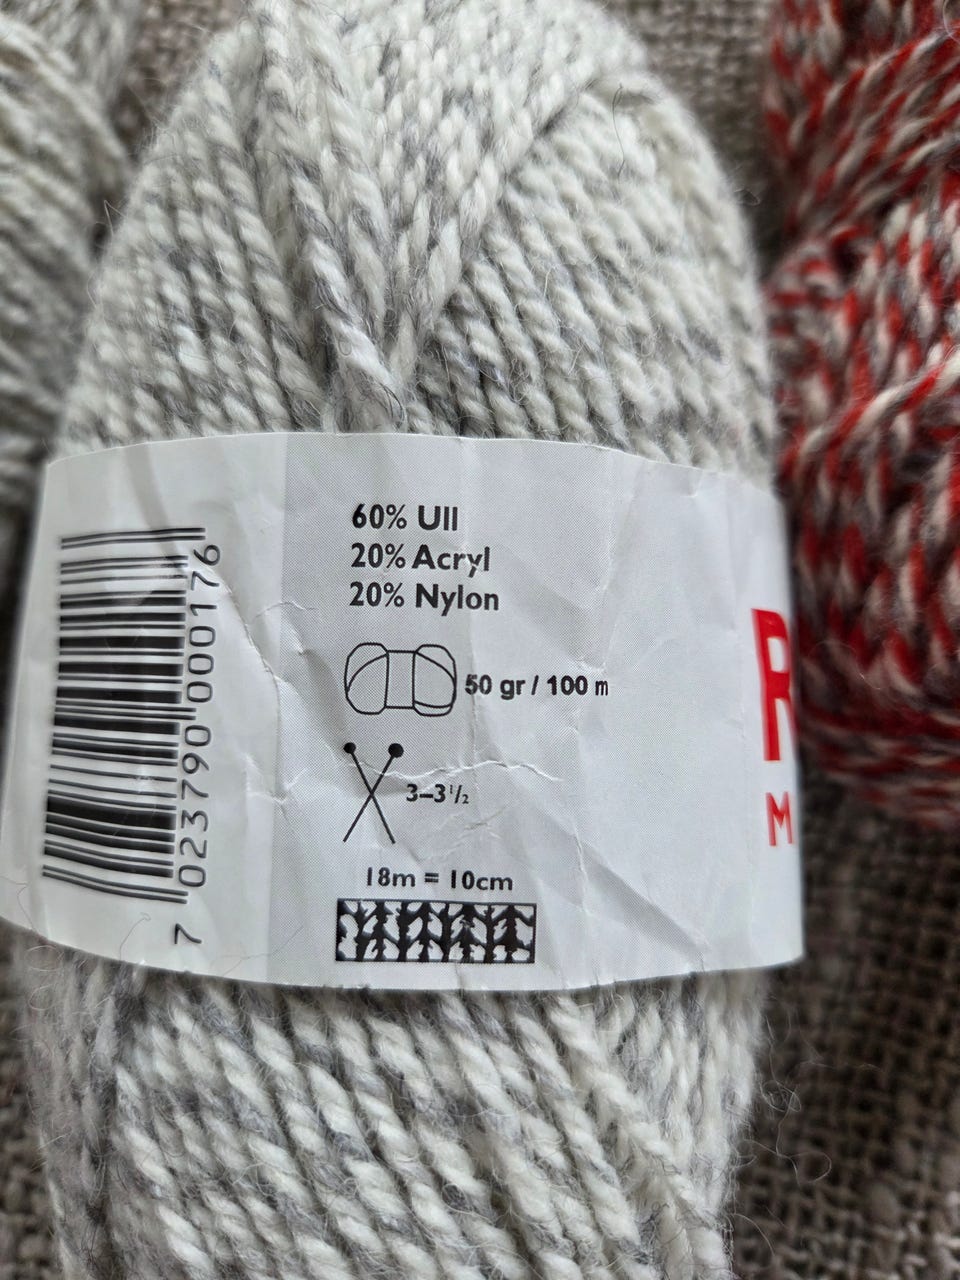 60% Ull
20% Acryl
20% Nylon
50 gr / 100 m
3–3½
18m = 10cm
7 023790 000176
R
M